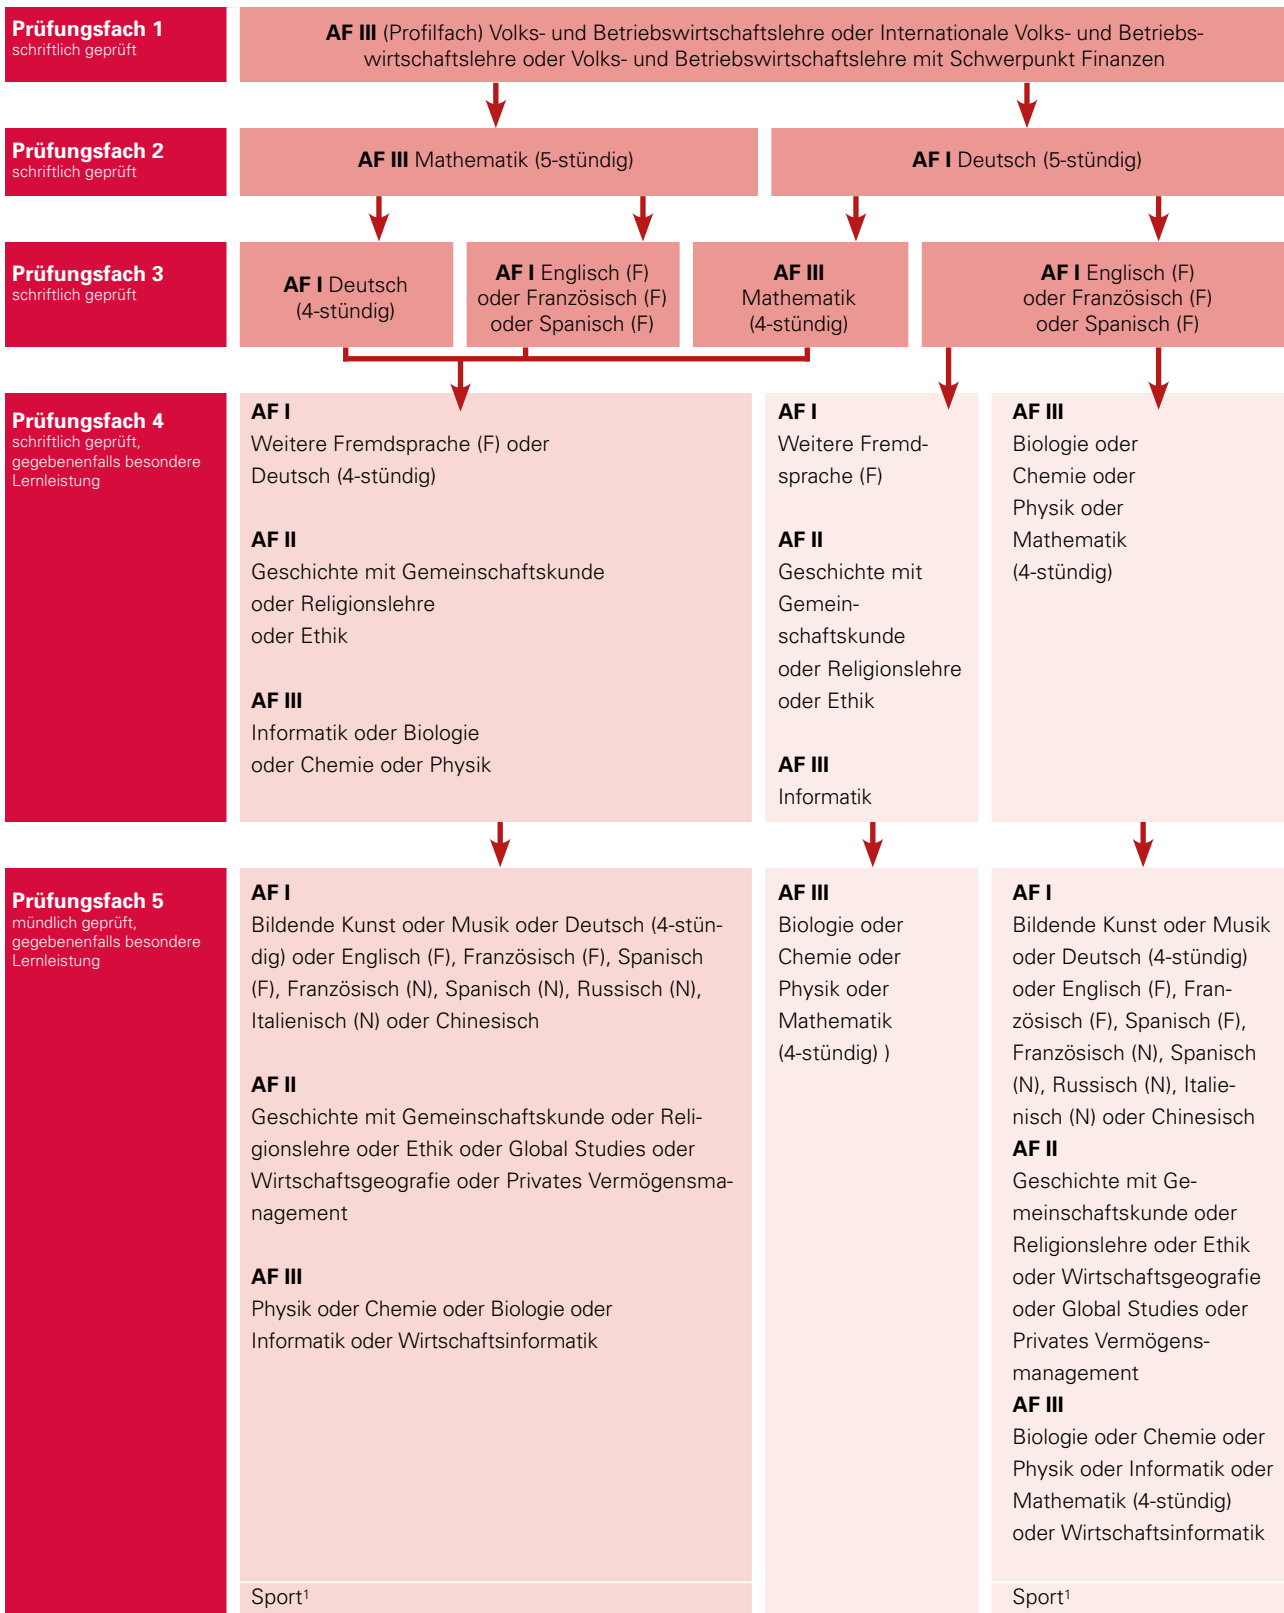 Prüfungsfach 1
schriftlich geprüft
AF III (Profilfach) Volks- und Betriebswirtschaftslehre oder Internationale Volks- und Betriebs-
wirtschaftslehre oder Volks- und Betriebswirtschaftslehre mit Schwerpunkt Finanzen
Prüfungsfach 2
schriftlich geprüft
AF III Mathematik (5-stündig)
AF I Deutsch (5-stündig)
Prüfungsfach 3
schriftlich geprüft
AF I Deutsch
(4-stündig)
AF I Englisch (F)
oder Französisch (F)
oder Spanisch (F)
AF III
Mathematik
(4-stündig)
AF I Englisch (F)
oder Französisch (F)
oder Spanisch (F)
Prüfungsfach 4
schriftlich geprüft,
gegebenenfalls besondere
Lernleistung
AF I
Weitere Fremdsprache (F) oder
Deutsch (4-stündig)
AF II
Geschichte mit Gemeinschaftskunde
oder Religionslehre
oder Ethik
AF III
Informatik oder Biologie
oder Chemie oder Physik
AF I
Weitere Fremd-
sprache (F)
AF II
Geschichte mit
Gemein-
schaftskunde
oder Religionslehre
oder Ethik
AF III
Informatik
AF III
Biologie oder
Chemie oder
Physik oder
Mathematik
(4-stündig)
Prüfungsfach 5
mündlich geprüft,
gegebenenfalls besondere
Lernleistung
AF I
Bildende Kunst oder Musik oder Deutsch (4-stün-
dig) oder Englisch (F), Französisch (F), Spanisch
(F), Französisch (N), Spanisch (N), Russisch (N),
Italienisch (N) oder Chinesisch
AF II
Geschichte mit Gemeinschaftskunde oder Reli-
gionslehre oder Ethik oder Global Studies oder
Wirtschaftsgeografie oder Privates Vermögensma-
nagement
AF III
Physik oder Chemie oder Biologie oder
Informatik oder Wirtschaftsinformatik
Sport¹
AF III
Biologie oder
Chemie oder
Physik oder
Mathematik
(4-stündig) )
AF I
Bildende Kunst oder Musik
oder Deutsch (4-stündig)
oder Englisch (F), Fran-
zösisch (F), Spanisch (F),
Französisch (N), Spanisch
(N), Russisch (N), Italie-
nisch (N) oder Chinesisch
AF II
Geschichte mit Ge-
meinschaftskunde oder
Religionslehre oder Ethik
oder Wirtschaftsgeografie
oder Global Studies oder
Privates Vermögens-
management
AF III
Biologie oder Chemie oder
Physik oder Informatik oder
Mathematik (4-stündig)
oder Wirtschaftsinformatik
Sport¹